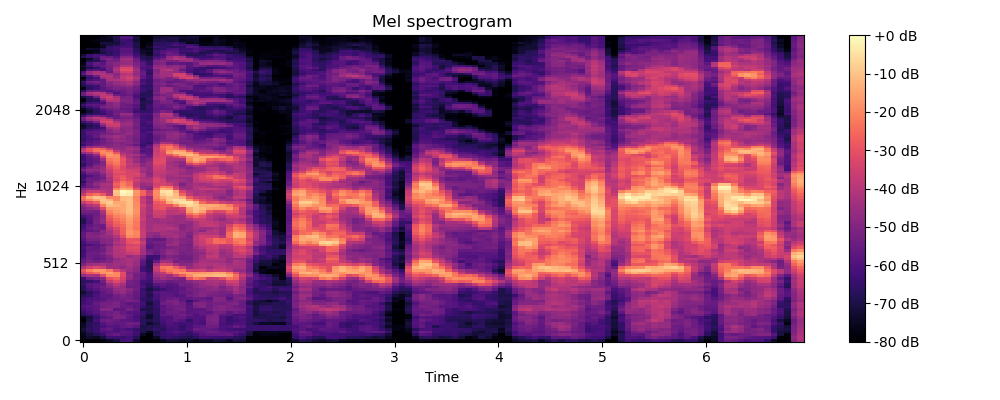 Mel spectrogram
Hz
2048
1024
512
0
0 1 2 3 4 5 6
Time
+0 dB
-10 dB
-20 dB
-30 dB
-40 dB
-50 dB
-60 dB
-70 dB
-80 dB